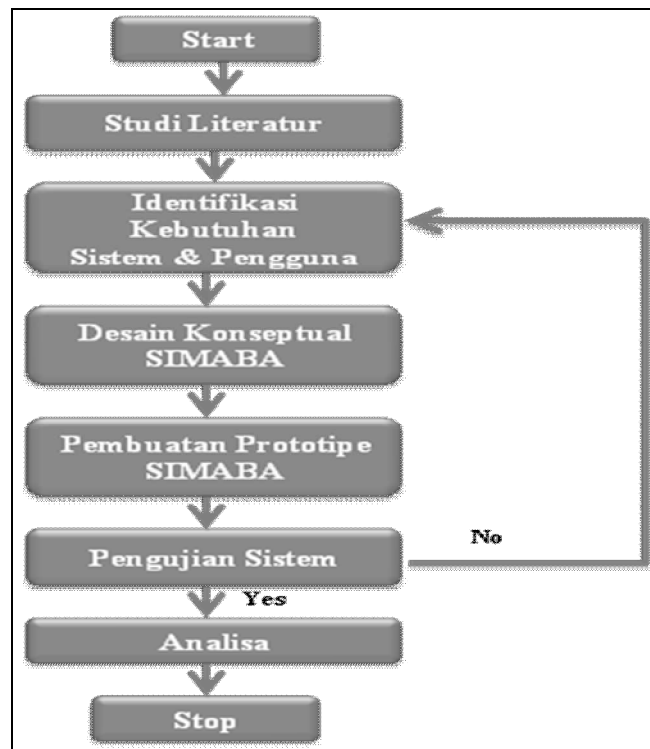 Start
Studi Literatur
Identifikasi
Kebutuhan
Sistem & Pengguna
Desain Konseptual
SIMABA
Pembuatan Prototipe
SIMABA
Pengujian Sistem
No
Yes
Analisa
Stop